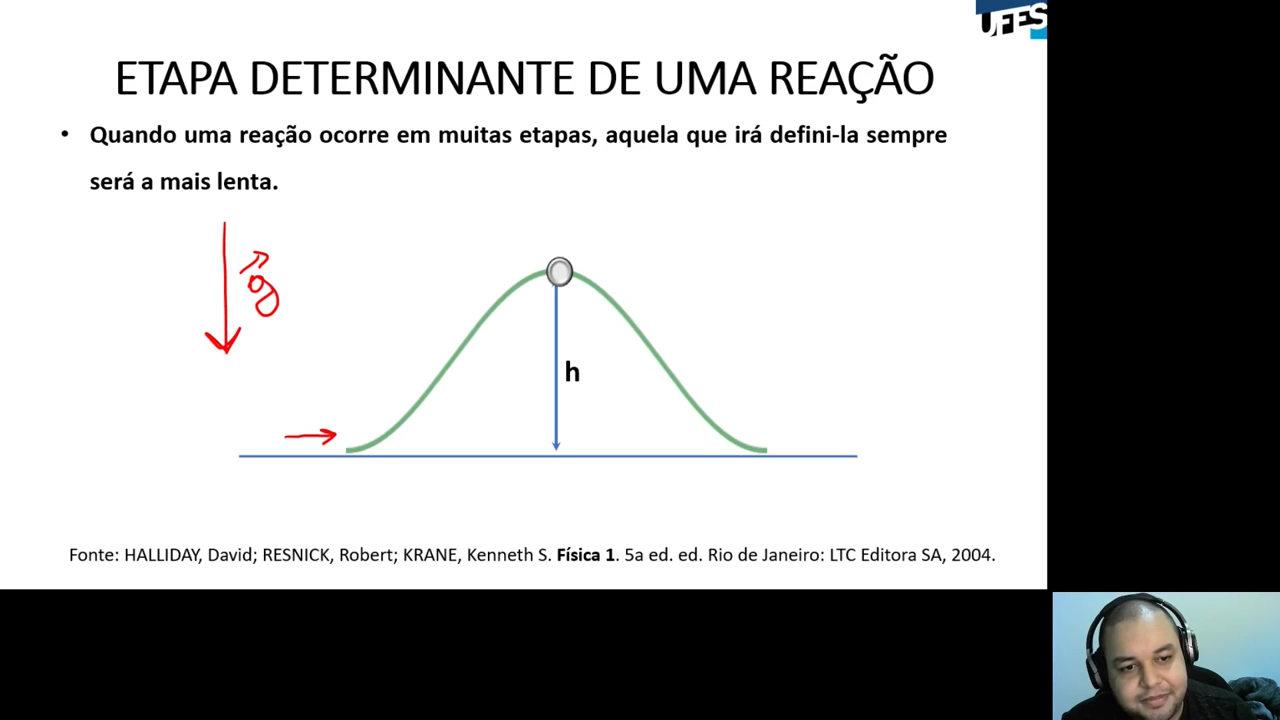 UFES
ETAPA DETERMINANTE DE UMA REAÇÃO
• Quando uma reação ocorre em muitas etapas, aquela que irá defini-la sempre
será a mais lenta.
g
h
Fonte: HALLIDAY, David; RESNICK, Robert; KRANE, Kenneth S. Física 1. 5a ed. ed. Rio de Janeiro: LTC Editora SA, 2004.